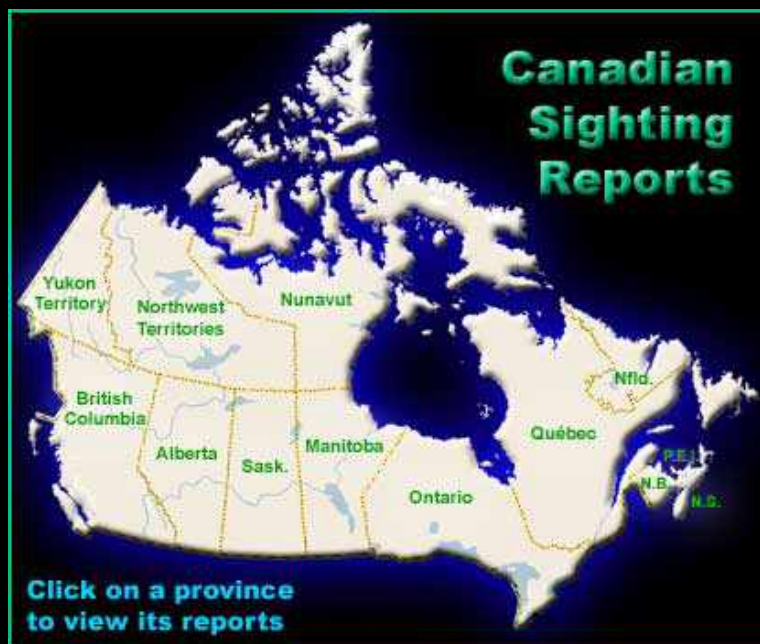 Canadian
Sighting
Reports
Yukon
Territory
Northwest
Territories
Nunavut
British
Columbia
Alberta
Sask.
Manitoba
Ontario
Québec
Nfld.
P.E.I.
N.B.
N.S.
Click on a province
to view its reports